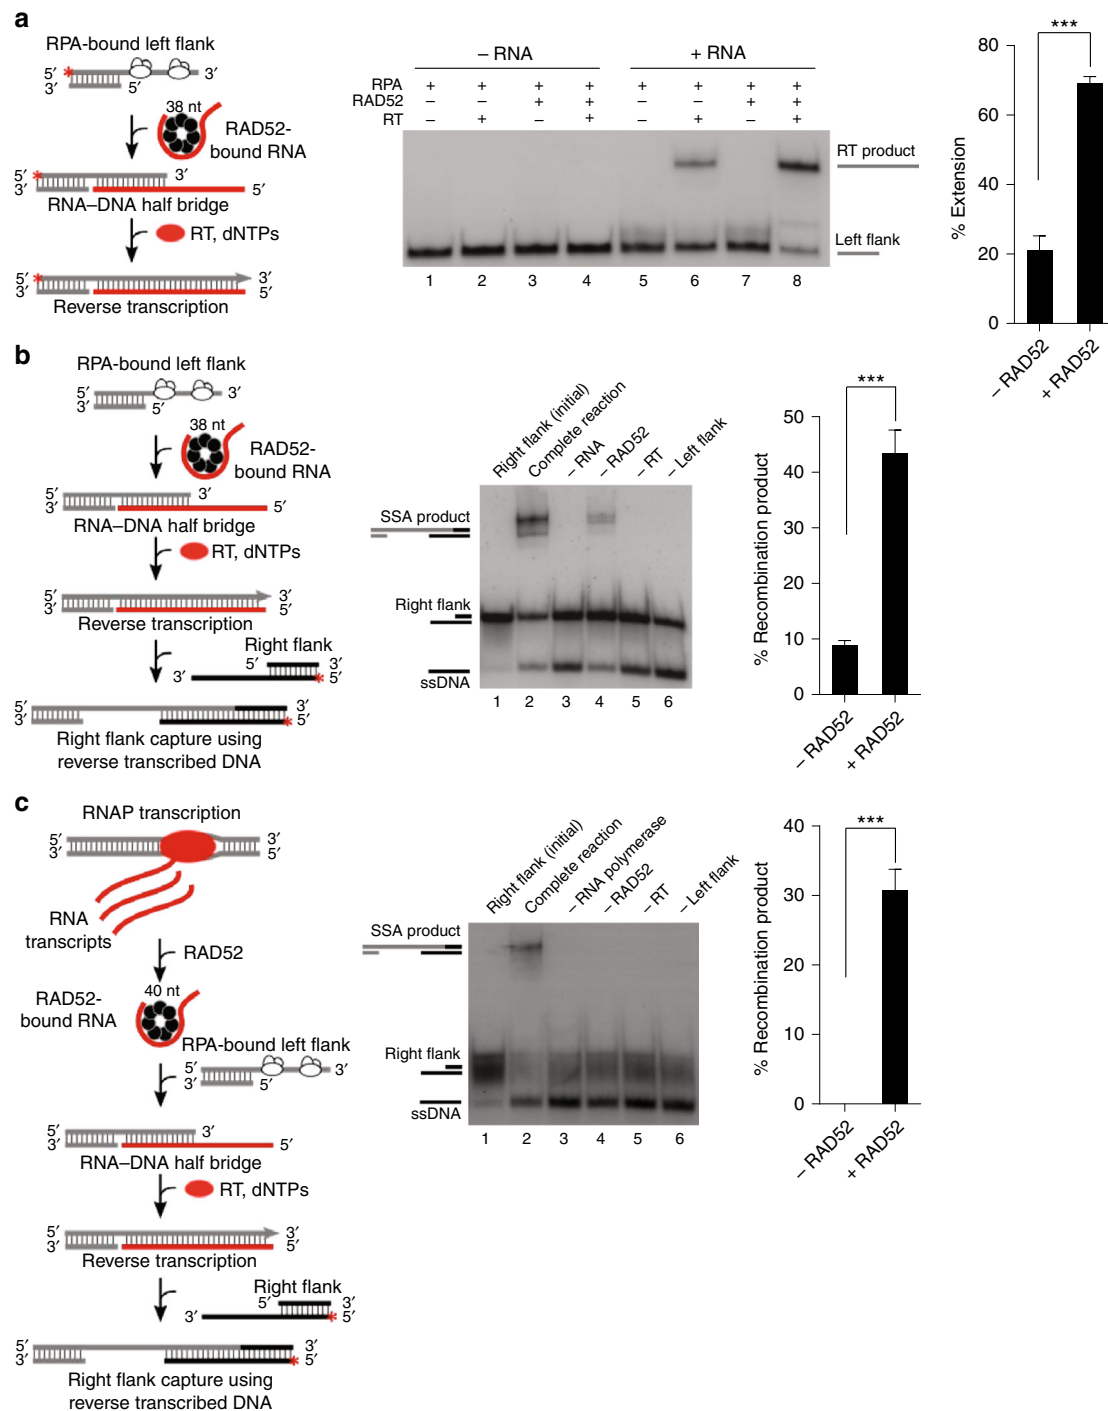 a
RPA-bound left flank
5′ * 3′
3′ 5′
38 nt
RAD52-
bound RNA
5′ * 3′
3′ 5′
RNA–DNA half bridge
RT, dNTPs
5′ * 3′
3′ 5′
Reverse transcription
– RNA + RNA
RPA + + + + + + + +
RAD52 – – + + – – + +
RT – + – + – + – +
RT product
Left flank
1 2 3 4 5 6 7 8
***
80
60
40
20
0
% Extension
– RAD52
+ RAD52
b
RPA-bound left flank
5′ 3′
3′ 5′
38 nt
RAD52-
bound RNA
5′ 3′
3′ 5′
RNA–DNA half bridge
RT, dNTPs
5′ 3′
3′ 5′
Reverse transcription
Right flank
5′ 3′
3′ * 5′
5′ 3′
3′ * 5′
Right flank capture using
reverse transcribed DNA
Right flank (initial)
Complete reaction
– RNA
– RAD52
– RT
– Left flank
SSA product
Right flank
ssDNA
1 2 3 4 5 6
***
50
40
30
20
10
0
% Recombination product
– RAD52
+ RAD52
c
RNAP transcription
5′ 3′
3′ 5′
RNA
transcripts
RAD52
40 nt
RAD52-
bound RNA
RPA-bound left flank
5′ 3′
3′ 5′
5′ 3′
3′ 5′
RNA–DNA half bridge
RT, dNTPs
5′ 3′
3′ 5′
Reverse transcription
Right flank
5′ 3′
3′ * 5′
5′ 3′
3′ * 5′
Right flank capture using
reverse transcribed DNA
Right flank (initial)
Complete reaction
– RNA polymerase
– RAD52
– RT
– Left flank
SSA product
Right flank
ssDNA
1 2 3 4 5 6
***
40
30
20
10
0
% Recombination product
– RAD52
+ RAD52